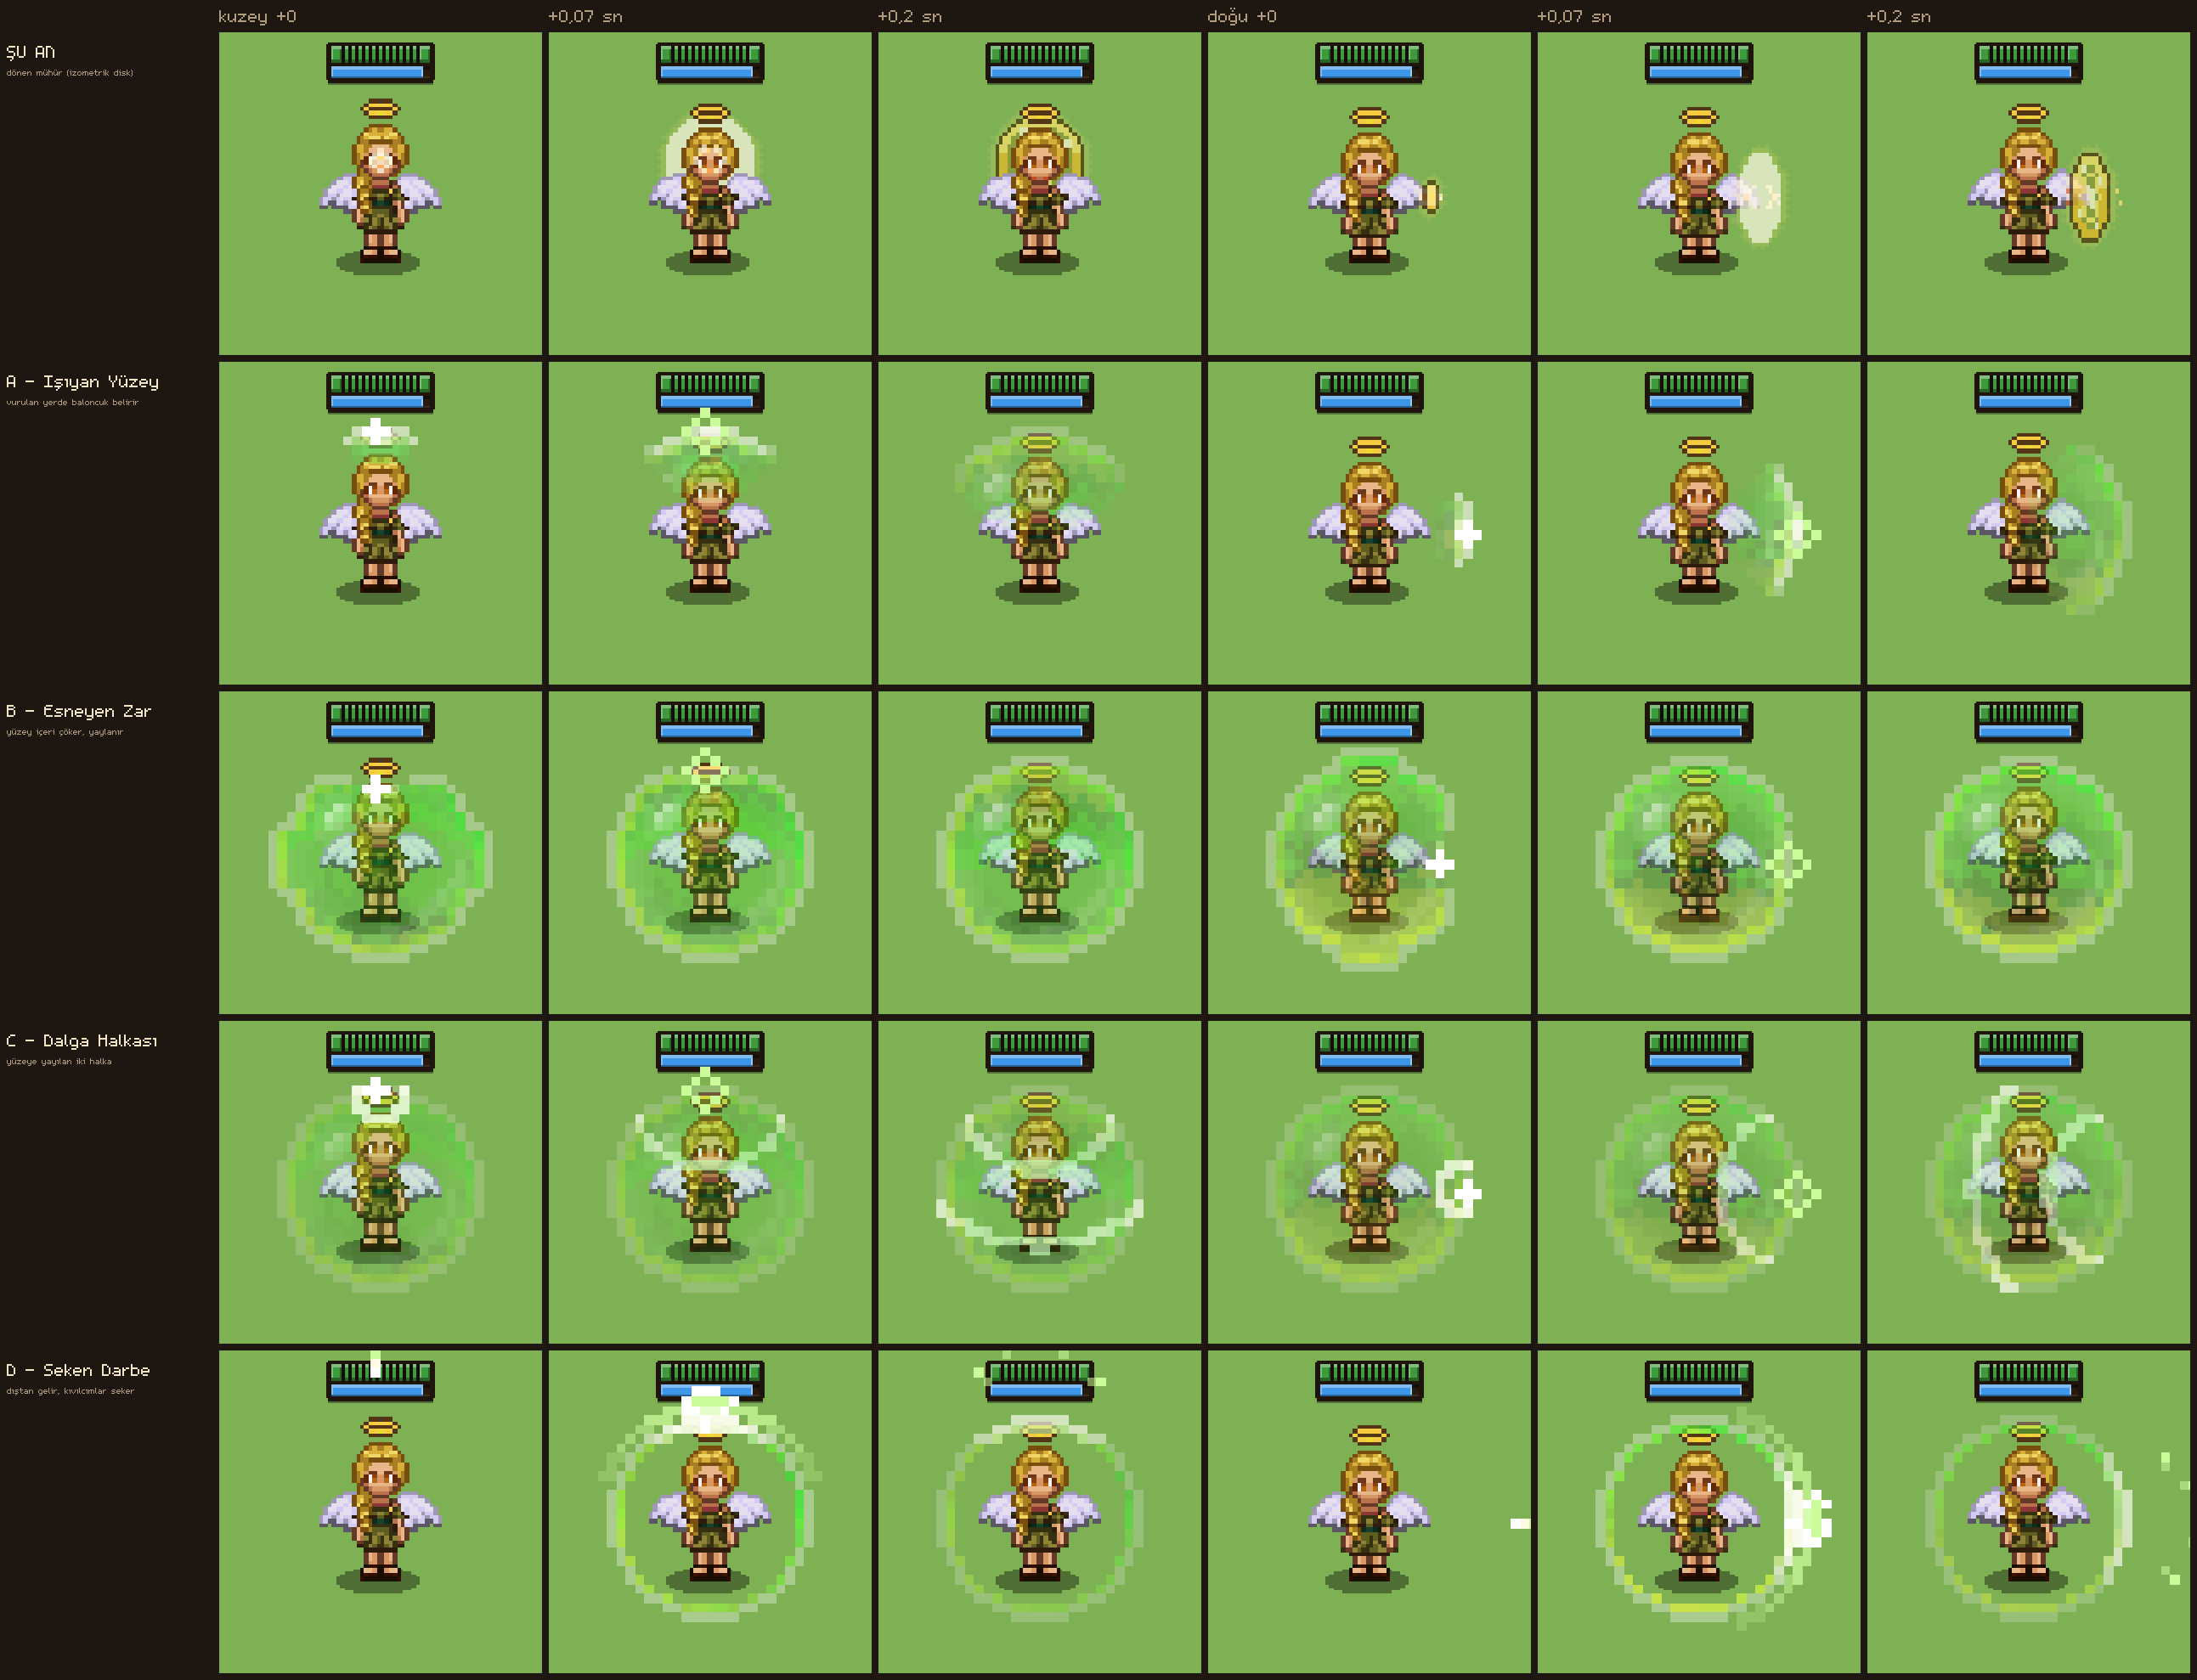 kuzey +0 +0,07 sn +0,2 sn doğu +0 +0,07 sn +0,2 sn
ŞU AN
dönen mühür (izometrik disk)
A - Işıyan Yüzey
vurulan yerde baloncuk belirir
B - Esneyen Zar
yüzey içeri çöker, yaylanır
C - Dalga Halkası
yüzeye yayılan iki halka
D - Seken Darbe
dıştan gelir, kıvılcımlar seker